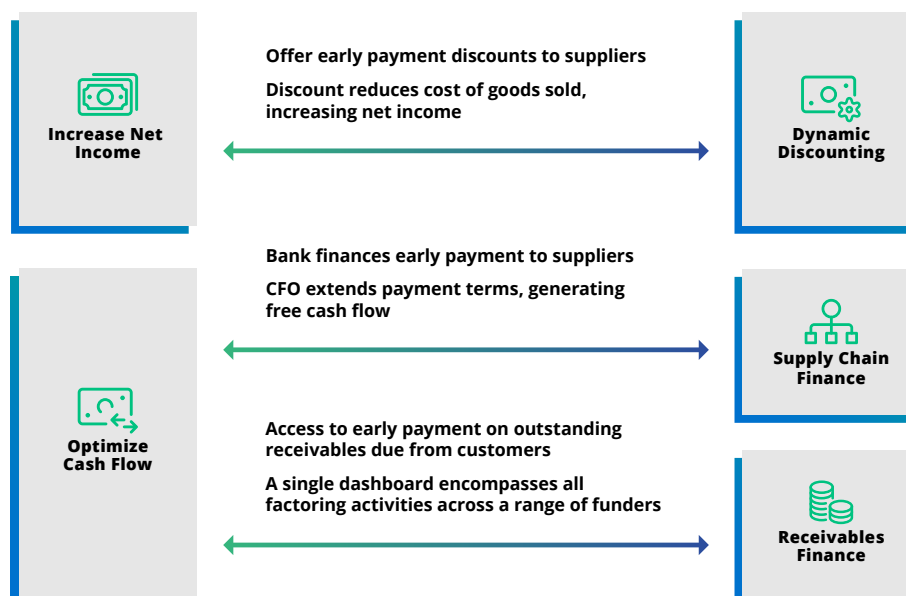 Increase Net
Income
Offer early payment discounts to suppliers
Discount reduces cost of goods sold,
increasing net income
Dynamic
Discounting
Optimize
Cash Flow
Bank finances early payment to suppliers
CFO extends payment terms, generating
free cash flow
Supply Chain
Finance
Access to early payment on outstanding
receivables due from customers
A single dashboard encompasses all
factoring activities across a range of funders
Receivables
Finance